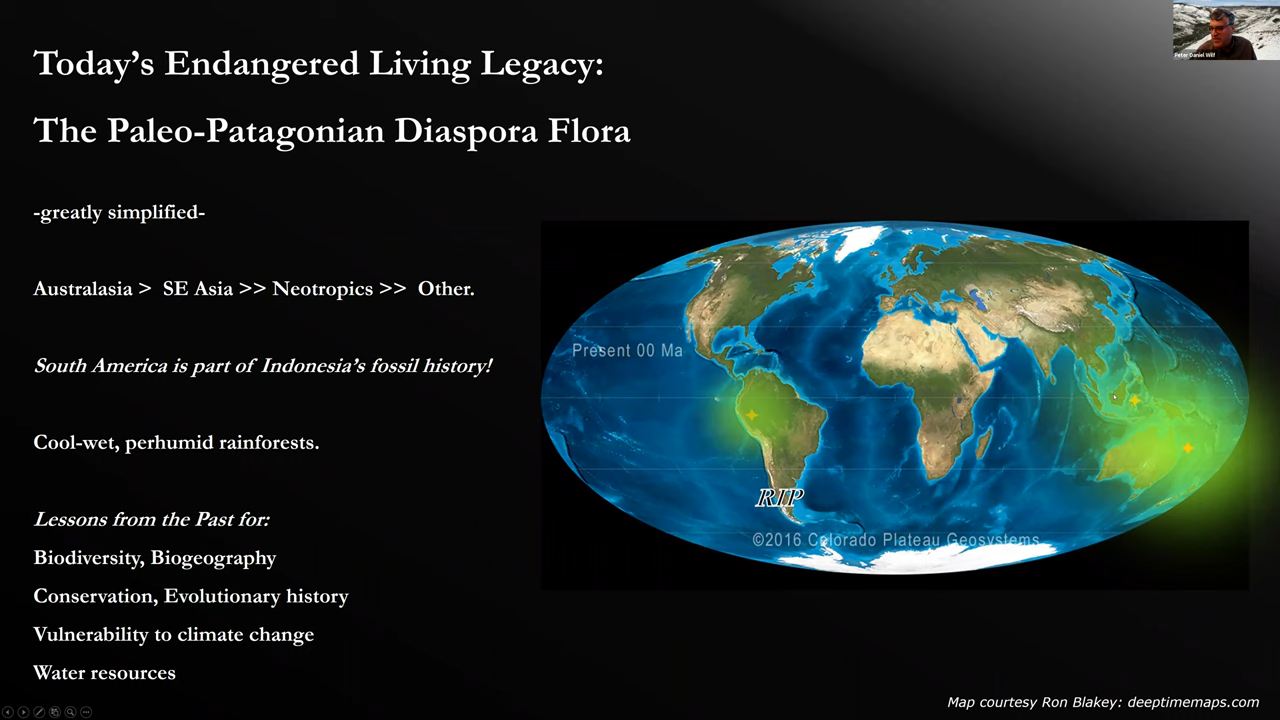 Today's Endangered Living Legacy:
The Paleo-Patagonian Diaspora Flora
-greatly simplified-
Australasia > SE Asia >> Neotropics >> Other.
South America is part of Indonesia's fossil history!
Cool-wet, perhumid rainforests.
Lessons from the Past for:
Biodiversity, Biogeography
Conservation, Evolutionary history
Vulnerability to climate change
Water resources
Peter Daniel Wilf
Present 00 Ma
RIP
©2016 Colorado Plateau Geosystems
Map courtesy Ron Blakey: deeptimemaps.com